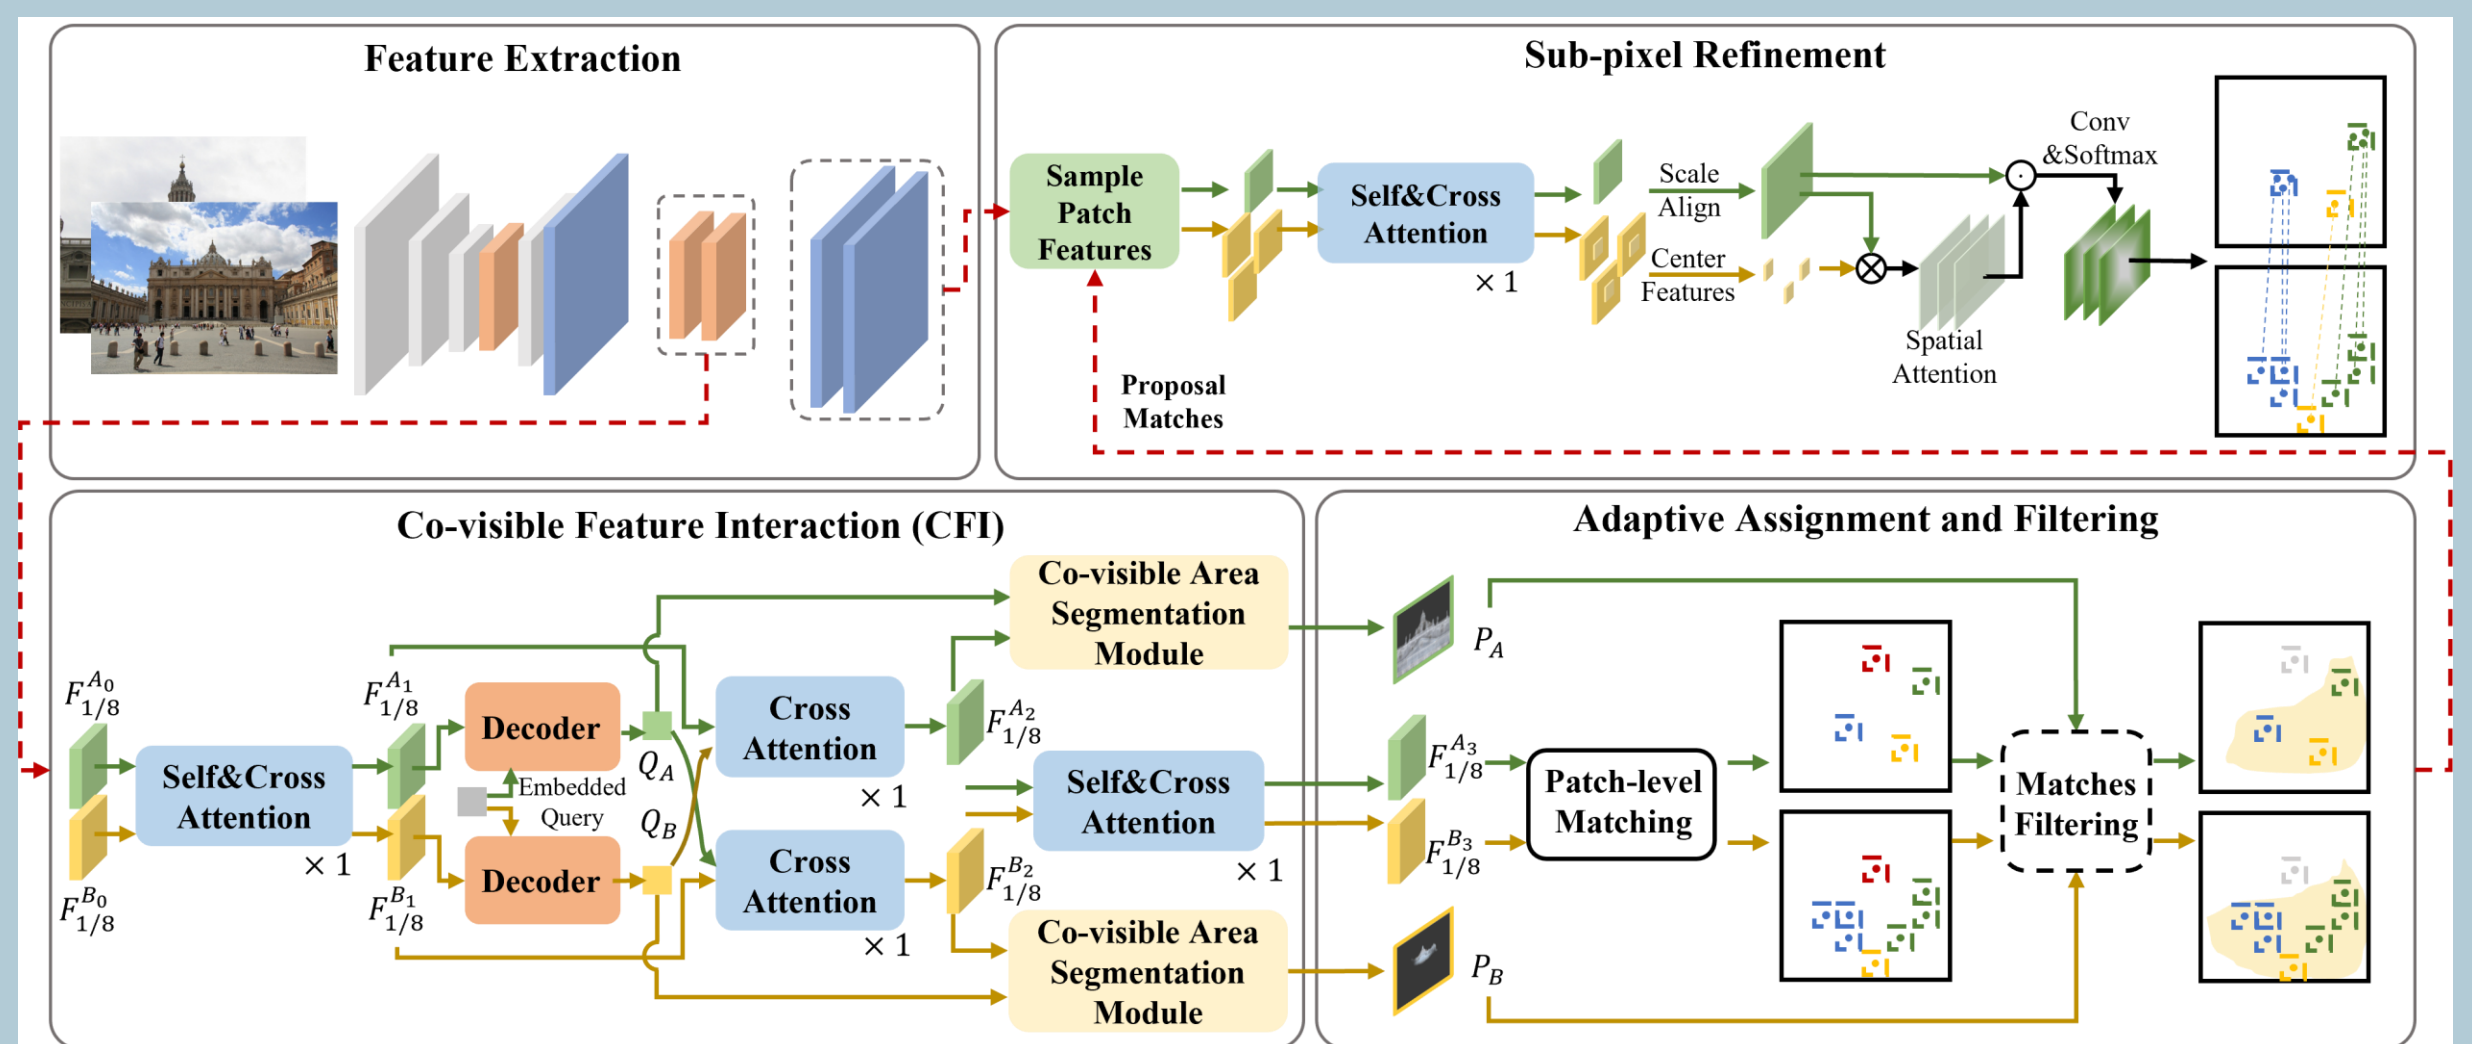 Feature Extraction
Sub-pixel Refinement
Sample
Patch
Features
Self&Cross
Attention
× 1
Scale
Align
Center
Features
Conv
&Softmax
Spatial
Attention
Proposal
Matches
Co-visible Feature Interaction (CFI)
F^{A_0}_{1/8}
F^{B_0}_{1/8}
Self&Cross
Attention
× 1
F^{A_1}_{1/8}
F^{B_1}_{1/8}
Decoder
Embedded
Query
Decoder
Q_A
Q_B
Cross
Attention
× 1
Cross
Attention
× 1
F^{A_2}_{1/8}
F^{B_2}_{1/8}
Co-visible Area
Segmentation
Module
Self&Cross
Attention
× 1
Co-visible Area
Segmentation
Module
Adaptive Assignment and Filtering
P_A
F^{A_3}_{1/8}
F^{B_3}_{1/8}
P_B
Patch-level
Matching
Matches
Filtering